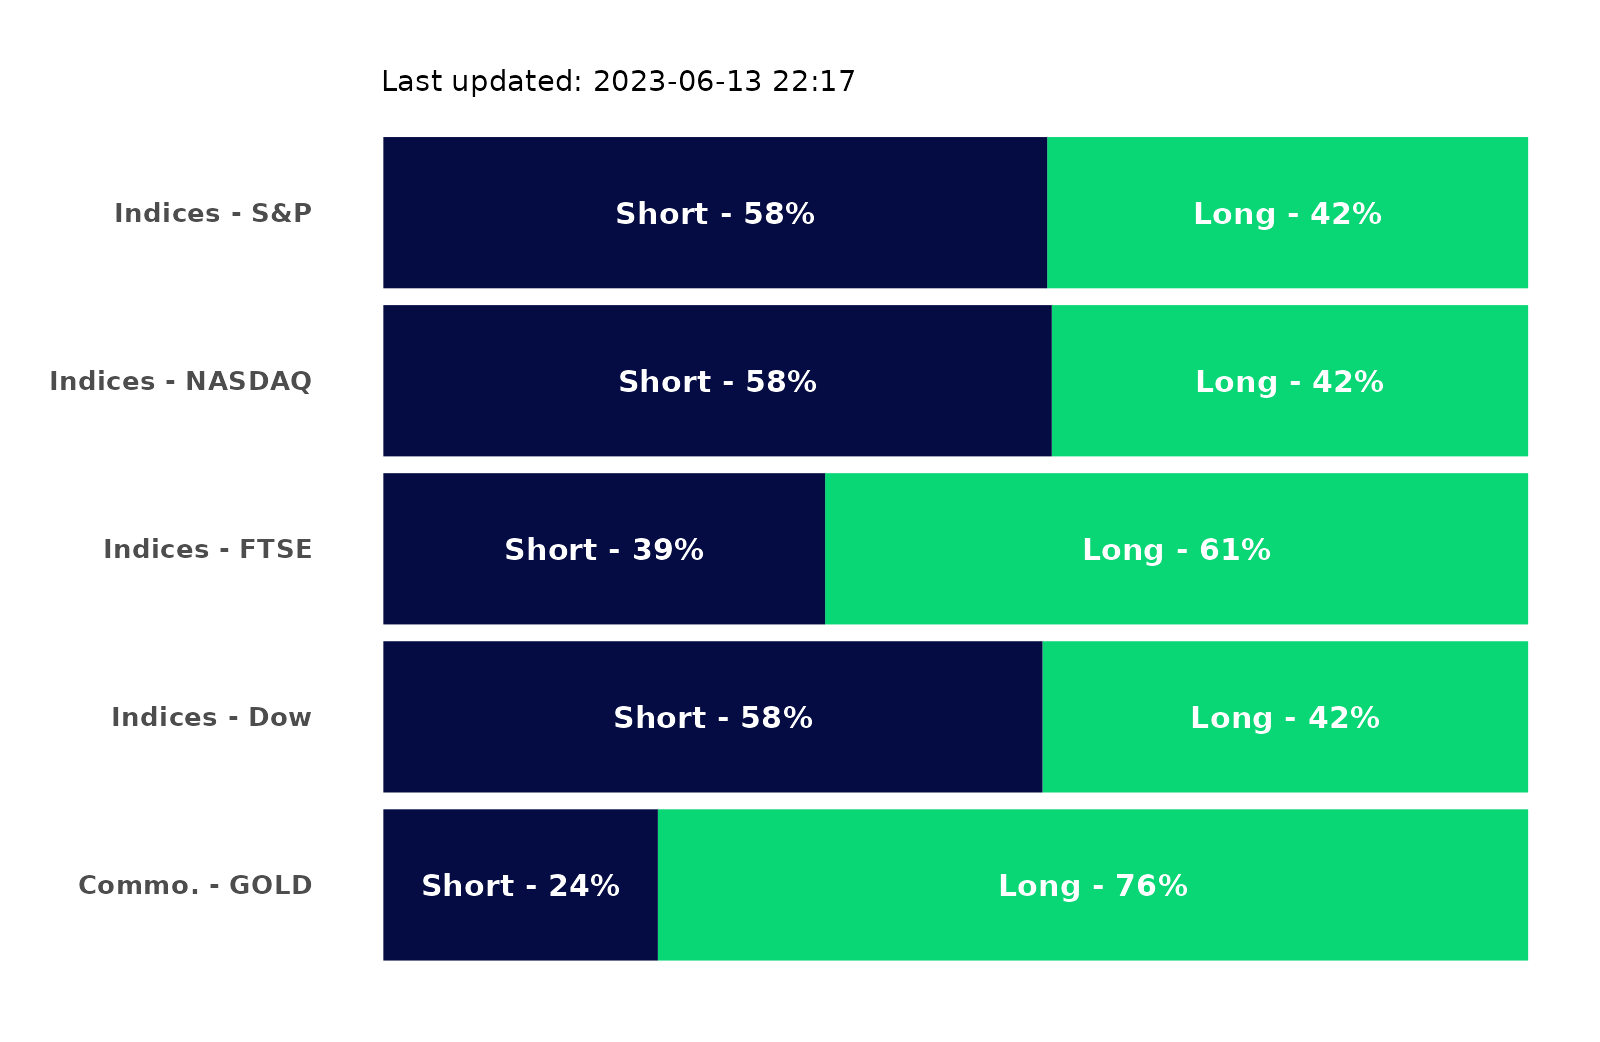 Last updated: 2023-06-13 22:17
Indices - S&P Short - 58% Long - 42%
Indices - NASDAQ Short - 58% Long - 42%
Indices - FTSE Short - 39% Long - 61%
Indices - Dow Short - 58% Long - 42%
Commo. - GOLD Short - 24% Long - 76%